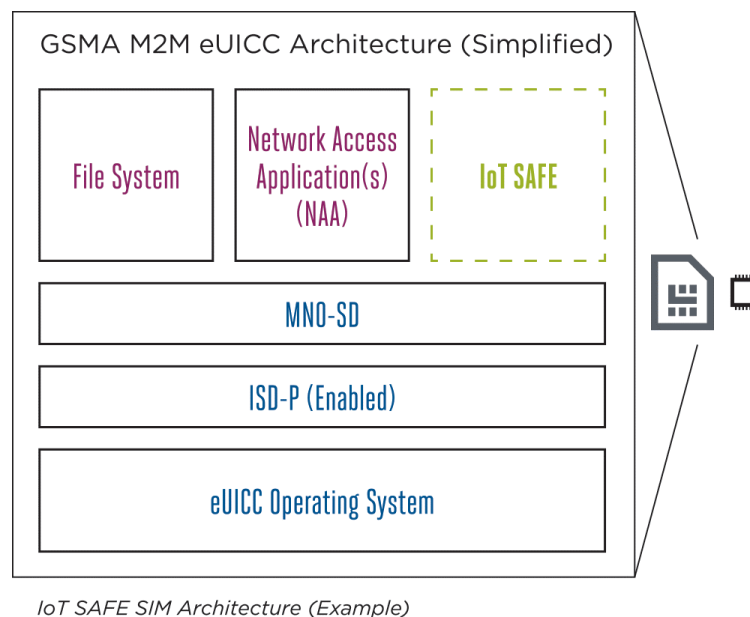 GSMA M2M eUICC Architecture (Simplified)
File System
Network Access
Application(s)
(NAA)
IoT SAFE
MNO-SD
ISD-P (Enabled)
eUICC Operating System
IoT SAFE SIM Architecture (Example)